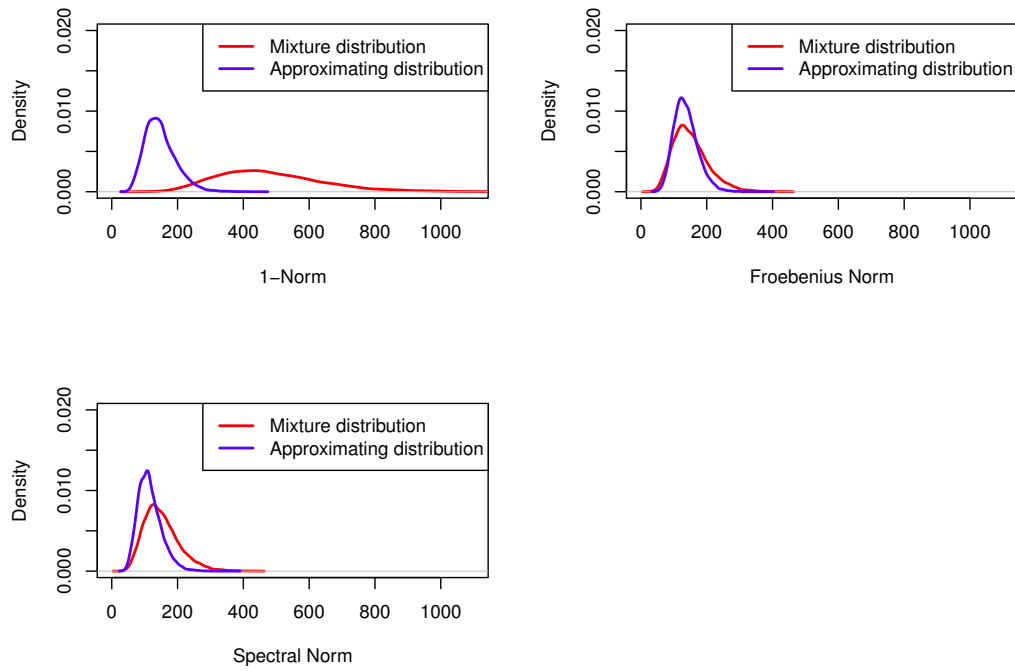 Mixture distribution
Approximating distribution
Density
0.000
0.010
0.020
0 200 400 600 800 1000
1−Norm
Mixture distribution
Approximating distribution
Density
0.000
0.010
0.020
0 200 400 600 800 1000
Froebenius Norm
Mixture distribution
Approximating distribution
Density
0.000
0.010
0.020
0 200 400 600 800 1000
Spectral Norm